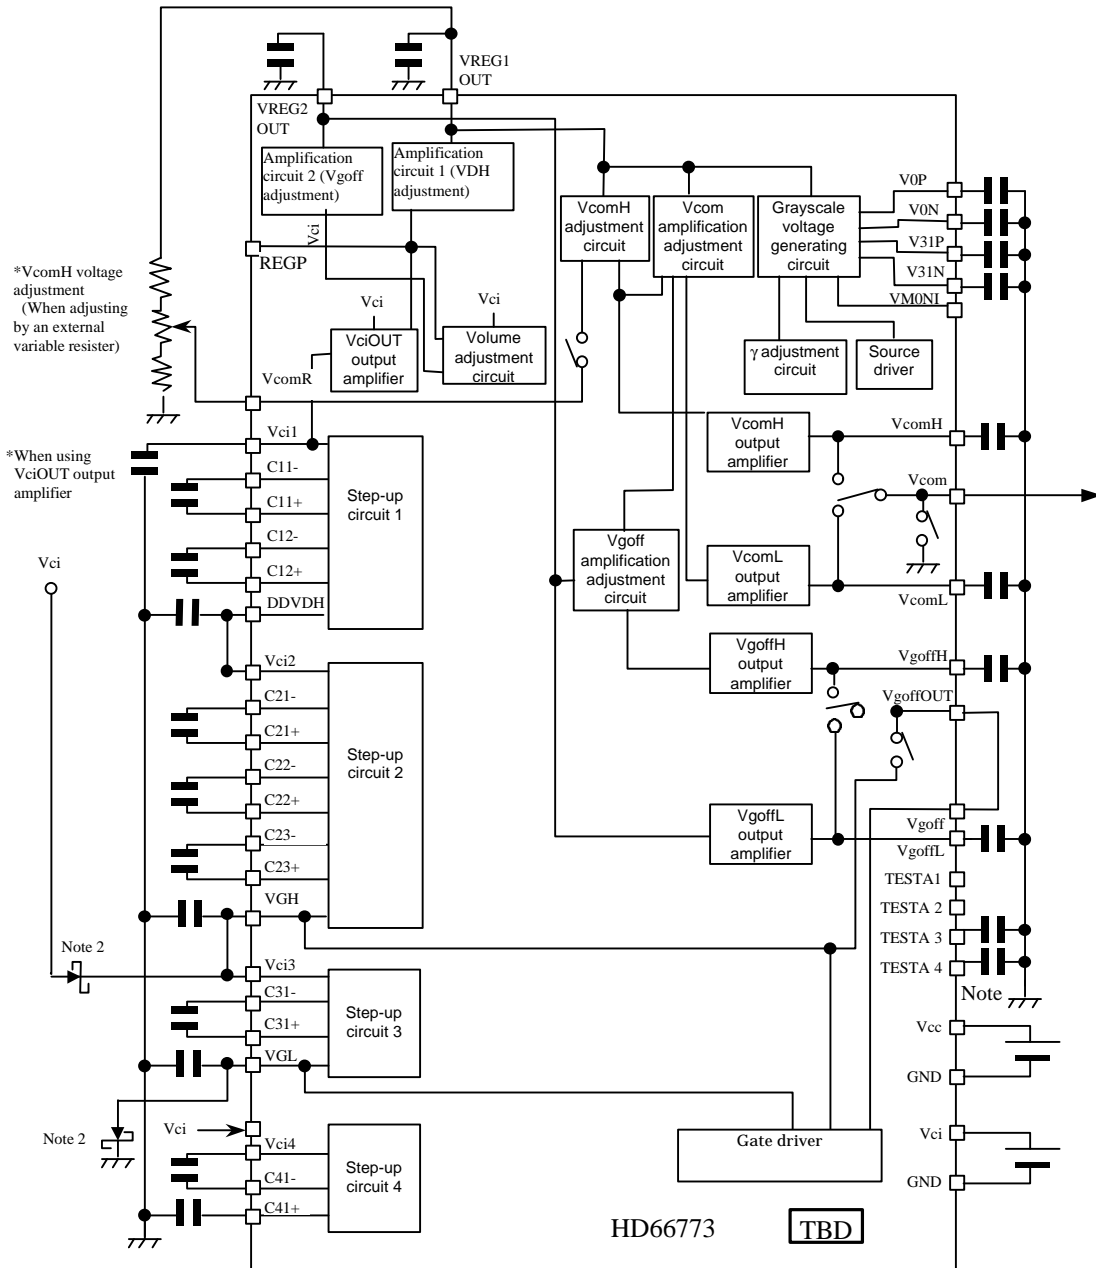 VREG1
OUT
VREG2
OUT
Amplification
circuit 2 (Vgoff
adjustment)
Amplification
circuit 1 (VDH
adjustment)
Vci
REGP
*VcomH voltage
adjustment
(When adjusting
by an external
variable resister)
Vci
VciOUT
output
amplifier
Vci
Volume
adjustment
circuit
VcomR
VcomH
adjustment
circuit
Vcom
amplification
adjustment
circuit
Grayscale
voltage
generating
circuit
γ adjustment
circuit
Source
driver
V0P
V0N
V31P
V31N
VM0NI
*When using
VciOUT output
amplifier
Vci1
C11-
C11+
C12-
C12+
DDVDH
Step-up
circuit 1
Vci
Vci2
C21-
C21+
C22-
C22+
C23-
C23+
VGH
Step-up
circuit 2
Note 2
Vci3
C31-
C31+
VGL
Step-up
circuit 3
Note 2
Vci
Vci4
C41-
C41+
Step-up
circuit 4
VcomH
output
amplifier
VcomH
Vcom
Vgoff
amplification
adjustment
circuit
VcomL
output
amplifier
VcomL
VgoffH
output
amplifier
VgoffH
VgoffOUT
VgoffL
output
amplifier
Vgoff
VgoffL
TESTA1
TESTA 2
TESTA 3
TESTA 4
Note
Vcc
GND
Vci
GND
Gate driver
HD66773
TBD